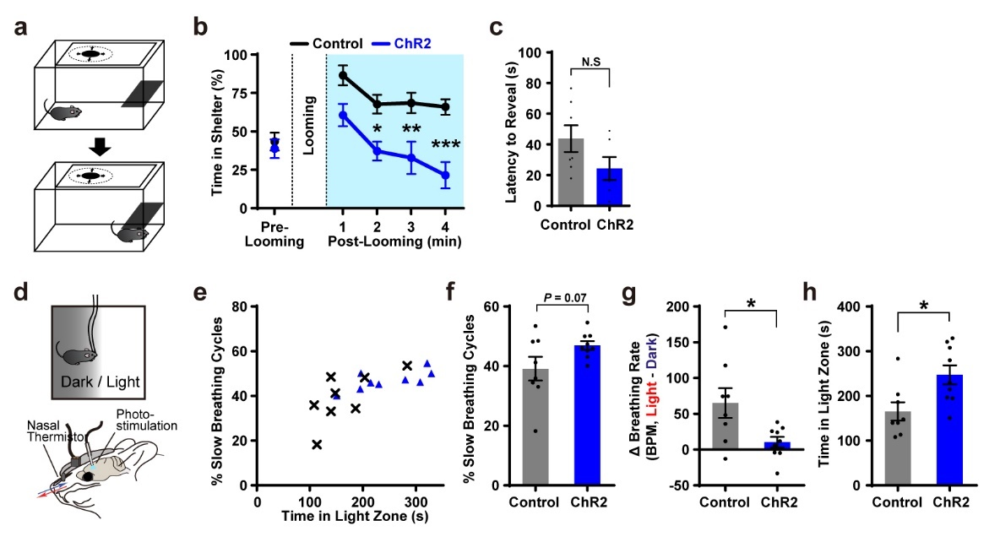 a
b
Control ChR2
Time in Shelter (%)
100
75
50
25
0
Looming
*
**
***
Pre-
Looming
1 2 3 4
Post-Looming (min)
c
Latency to Reveal (s)
100
80
60
40
20
0
N.S
Control ChR2
d
Dark / Light
Nasal
Thermistor
Photo-
stimulation
e
% Slow Breathing Cycles
80
60
40
20
0
0 100 200 300
Time in Light Zone (s)
f
% Slow Breathing Cycles
60
40
20
0
P = 0.07
Control ChR2
g
Δ Breathing Rate
(BPM, Light - Dark)
200
150
100
50
0
-50
*
Control ChR2
h
Time in Light Zone (s)
400
300
200
100
0
*
Control ChR2